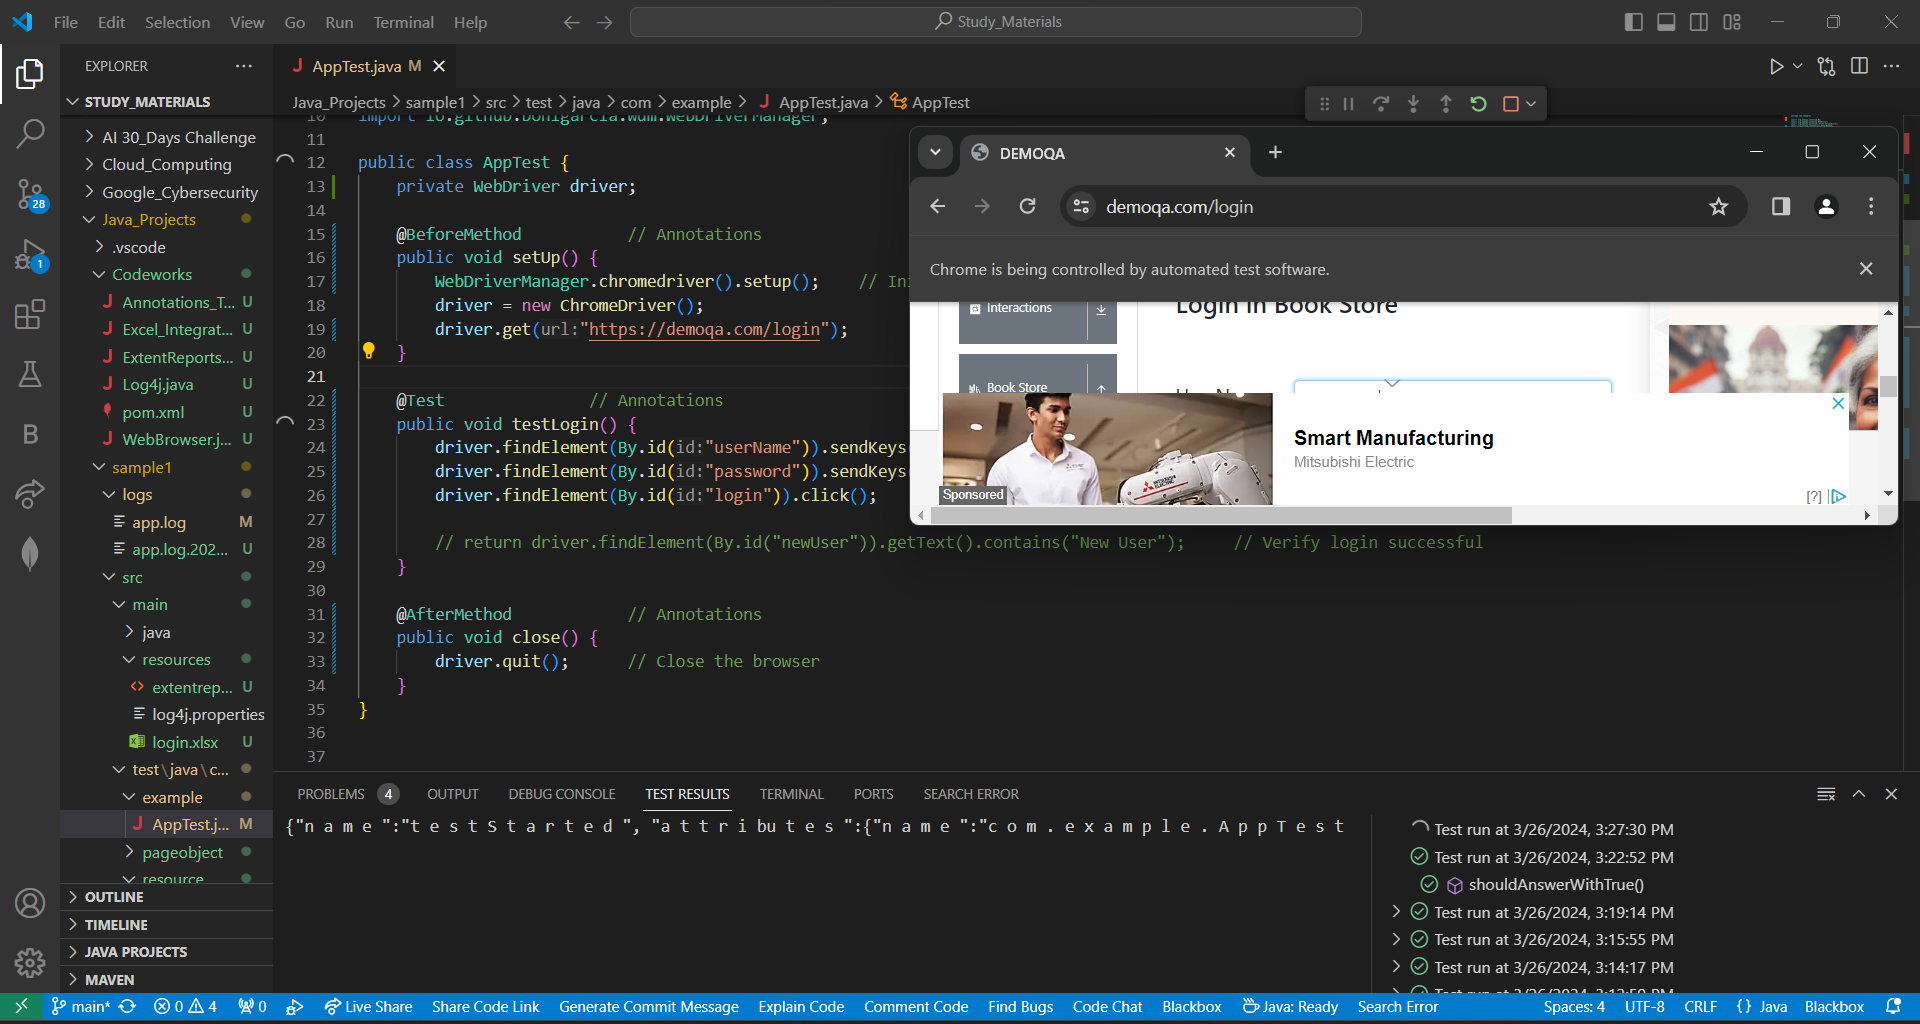 File Edit Selection View Go Run Terminal Help
Study_Materials
EXPLORER
AppTest.java M
STUDY_MATERIALS
Java_Projects > sample1 > src > test > java > com > example > AppTest.java > AppTest
AI 30_Days Challenge
Cloud_Computing
Google_Cybersecurity
Java_Projects
.vscode
Codeworks
Annotations_T... U
Excel_Integrat... U
ExtentReports... U
Log4j.java U
pom.xml U
WebBrowser.j... U
sample1
logs
app.log M
app.log.202... U
src
main
java
resources
extentrep... U
log4j.properties
login.xlsx U
test\java\c...
example
AppTest.j... M
pageobject
resource
OUTLINE
TIMELINE
JAVA PROJECTS
MAVEN
28
1
B
10 import io.github.bonigarcia.wdm.WebDriverManager;
11
12 public class AppTest {
13 private WebDriver driver;
14
15 @BeforeMethod // Annotations
16 public void setUp() {
17 WebDriverManager.chromedriver().setup(); // In
18 driver = new ChromeDriver();
19 driver.get(url:"https://demoqa.com/login");
20 }
21
22 @Test // Annotations
23 public void testLogin() {
24 driver.findElement(By.id(id:"userName")).sendKeys
25 driver.findElement(By.id(id:"password")).sendKeys
26 driver.findElement(By.id(id:"login")).click();
27
28 // return driver.findElement(By.id("newUser")).getText().contains("New User"); // Verify login successful
29 }
30
31 @AfterMethod // Annotations
32 public void close() {
33 driver.quit(); // Close the browser
34 }
35 }
36
37
DEMOQA
demoqa.com/login
Chrome is being controlled by automated test software.
Interactions
Login in Book Store
Book Store
Smart Manufacturing
Mitsubishi Electric
Sponsored
[?]
PROBLEMS 4 OUTPUT DEBUG CONSOLE TEST RESULTS TERMINAL PORTS SEARCH ERROR
{"n a m e ":"t e s t S t a r t e d ", "a t t r i bu t e s ":{"n a m e ":"c o m . e x a m p l e . A p p T e s t
Test run at 3/26/2024, 3:27:30 PM
Test run at 3/26/2024, 3:22:52 PM
shouldAnswerWithTrue()
Test run at 3/26/2024, 3:19:14 PM
Test run at 3/26/2024, 3:15:55 PM
Test run at 3/26/2024, 3:14:17 PM
main* 0 4 0 Live Share Share Code Link Generate Commit Message Explain Code Comment Code Find Bugs Code Chat Blackbox Java: Ready Search Error Spaces: 4 UTF-8 CRLF {} Java Blackbox